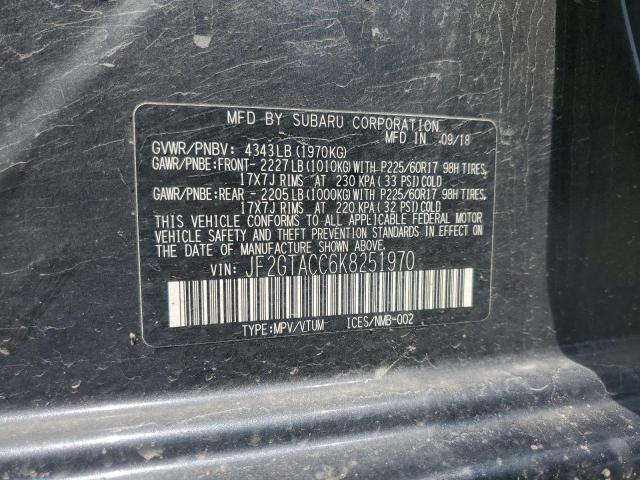 MFD BY SUBARU CORPORATION
MFD IN 09/18
GVWR/PNBV: 4343LB(1970KG)
GAWR/PNBE:FRONT- 2227LB(1010KG)WITH P225/60R17 98H TIRES,
17X7J RIMS AT 230 KPA(33 PSI)COLD
GAWR/PNBE:REAR - 2205LB(1000KG)WITH P225/60R17 98H TIRES,
17X7J RIMS AT 220 KPA(32 PSI)COLD
THIS VEHICLE CONFORMS TO ALL APPLICABLE FEDERAL MOTOR
VEHICLE SAFETY AND THEFT PREVENTION STANDARDS IN EFFECT ON
THE DATE OF MANUFACTURE SHOWN ABOVE.
VIN: JF2GTACC6K8251970
TYPE:MPV/VTUM ICES/NMB-002